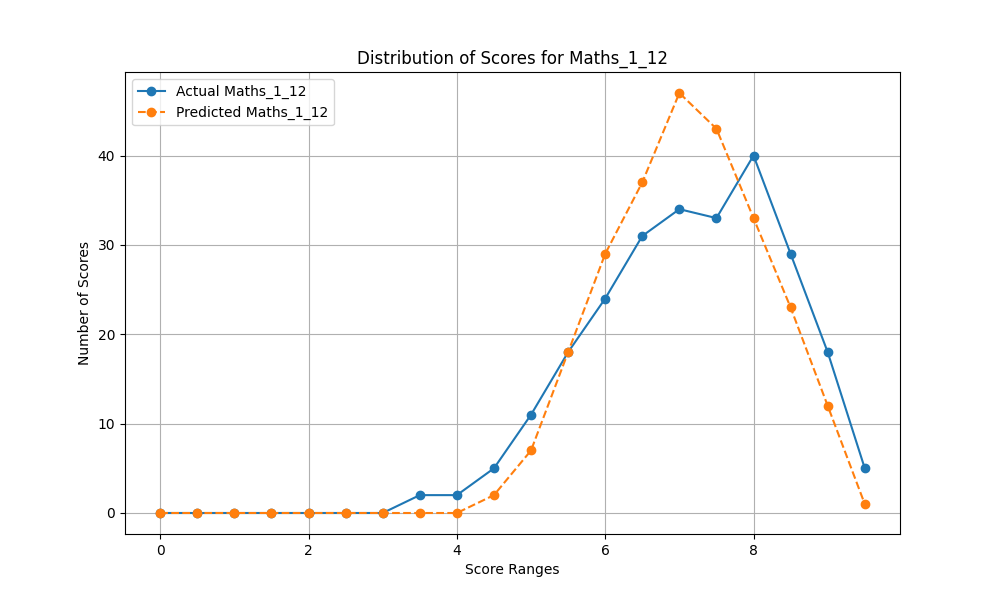 Distribution of Scores for Maths_1_12
Actual Maths_1_12
Predicted Maths_1_12
Number of Scores
40
30
20
10
0
0 2 4 6 8
Score Ranges